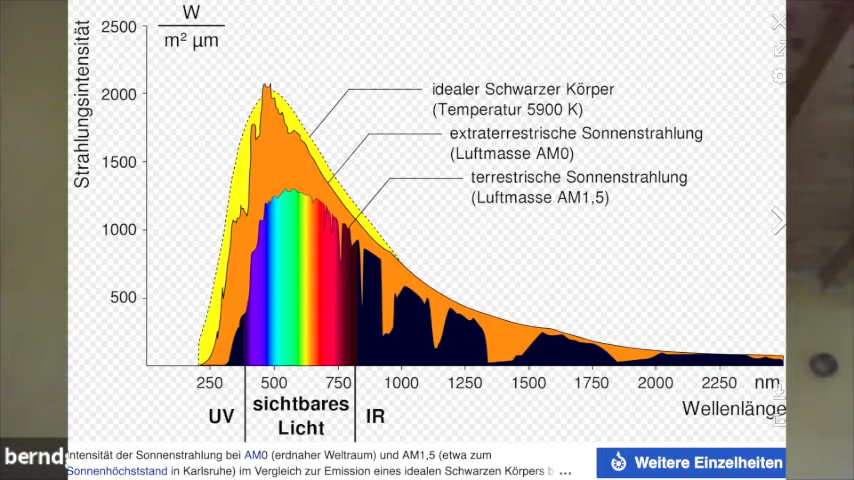 W
m² µm
Strahlungsintensität
2500
2000
1500
1000
500
idealer Schwarzer Körper
(Temperatur 5900 K)
extraterrestrische Sonnenstrahlung
(Luftmasse AM0)
terrestrische Sonnenstrahlung
(Luftmasse AM1,5)
250 500 750 1000 1250 1500 1750 2000 2250 nm
Wellenlänge
UV sichtbares Licht IR
bernd
ntensität der Sonnenstrahlung bei AM0 (erdnaher Weltraum) und AM1,5 (etwa zum
Sonnenhöchststand in Karlsruhe) im Vergleich zur Emission eines idealen Schwarzen Körpers b ...
Weitere Einzelheiten